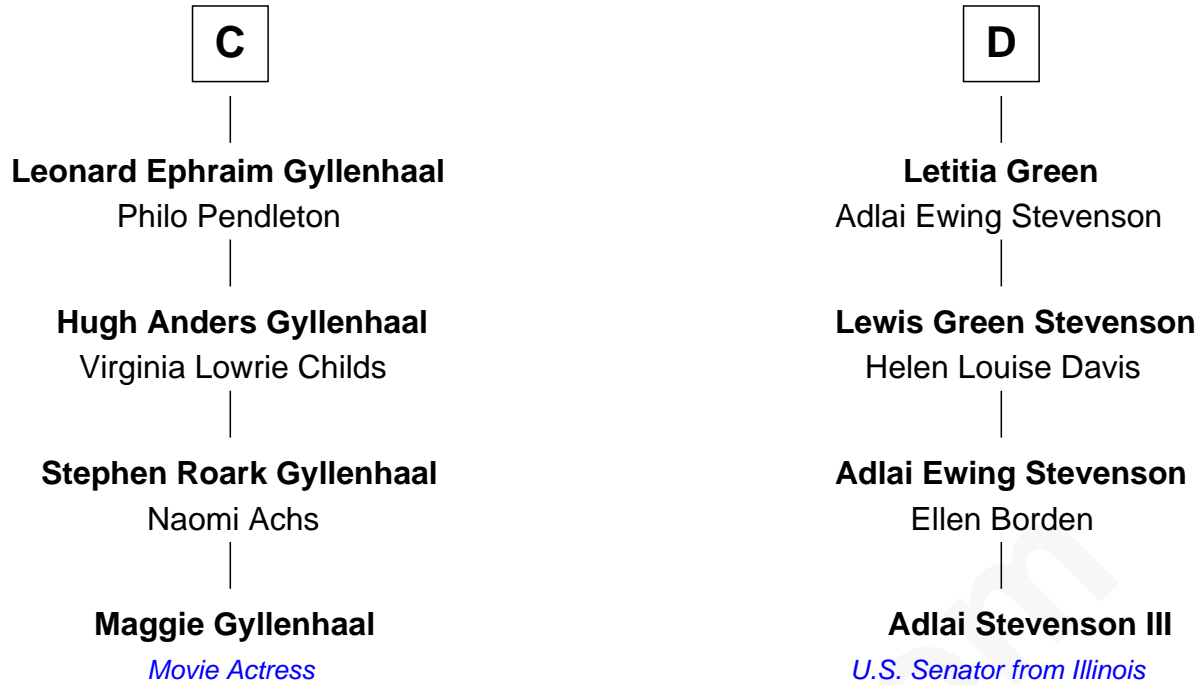 C
D
Leonard Ephraim Gyllenhaal
Philo Pendleton
Letitia Green
Adlai Ewing Stevenson
Hugh Anders Gyllenhaal
Virginia Lowrie Childs
Lewis Green Stevenson
Helen Louise Davis
Stephen Roark Gyllenhaal
Naomi Achs
Adlai Ewing Stevenson
Ellen Borden
Maggie Gyllenhaal
Movie Actress
Adlai Stevenson III
U.S. Senator from Illinois